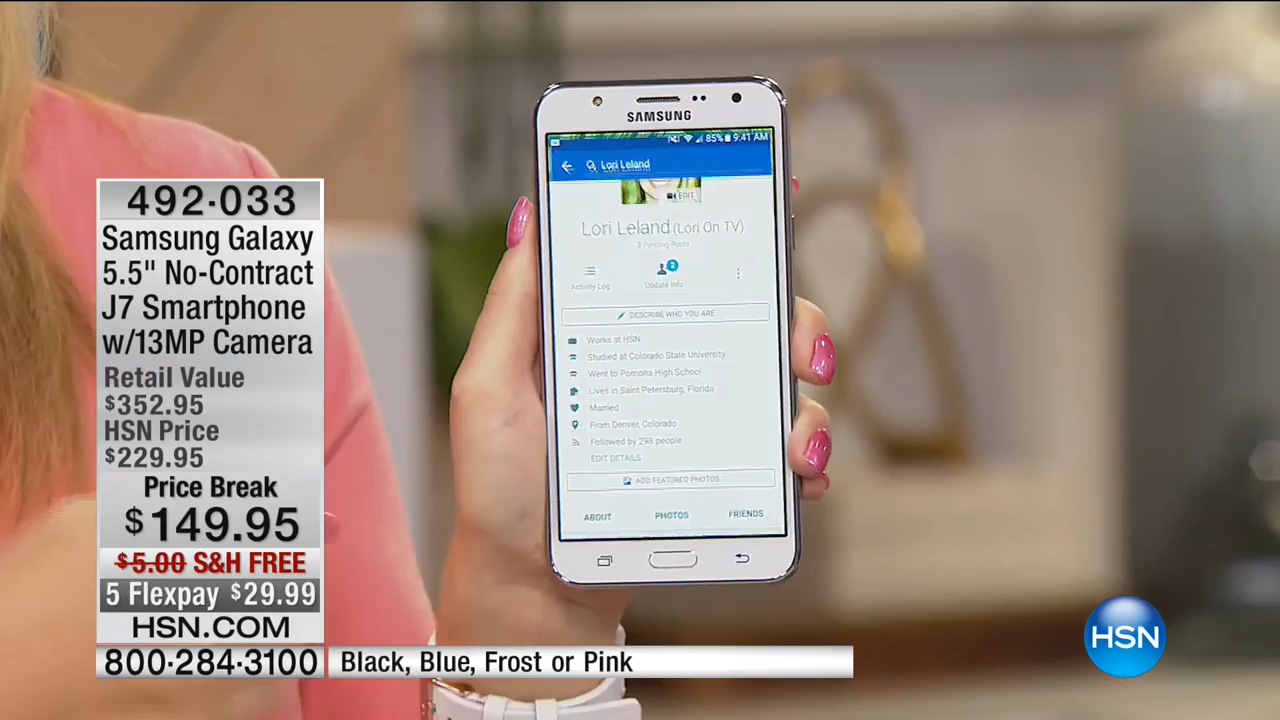 492-033
Samsung Galaxy
5.5" No-Contract
J7 Smartphone
w/13MP Camera
Retail Value
$352.95
HSN Price
$229.95
Price Break
$149.95
$5.00 S&H FREE
5 Flexpay $29.99
HSN.COM
800-284-3100
Black, Blue, Frost or Pink
SAMSUNG
85% 9:41 AM
Lori Leland
EDIT
Lori Leland (Lori On TV)
3 Pending Posts
2
Activity Log
Update Info
DESCRIBE WHO YOU ARE
Works at HSN
Studied at Colorado State University
Went to Pomona High School
Lives in Saint Petersburg, Florida
Married
From Denver, Colorado
Followed by 298 people
EDIT DETAILS
ADD FEATURED PHOTOS
ABOUT PHOTOS FRIENDS
HSN